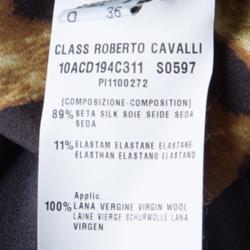 36
CLASS ROBERTO CAVALLI
10ACD194C311 S0597
PI1100272
[COMPOSIZIONE-COMPOSITION]
89% SETA SILK SOIE SEIDE SEDA
SEDA
11% ELASTAM ELASTANE ELASTANE
ELASTHAN ELASTANO ELASTANO
Applic.
100% LANA VERGINE VIRGIN WOOL
LAINE VIERGE SCHURWOLLE LANA
VIRGEN